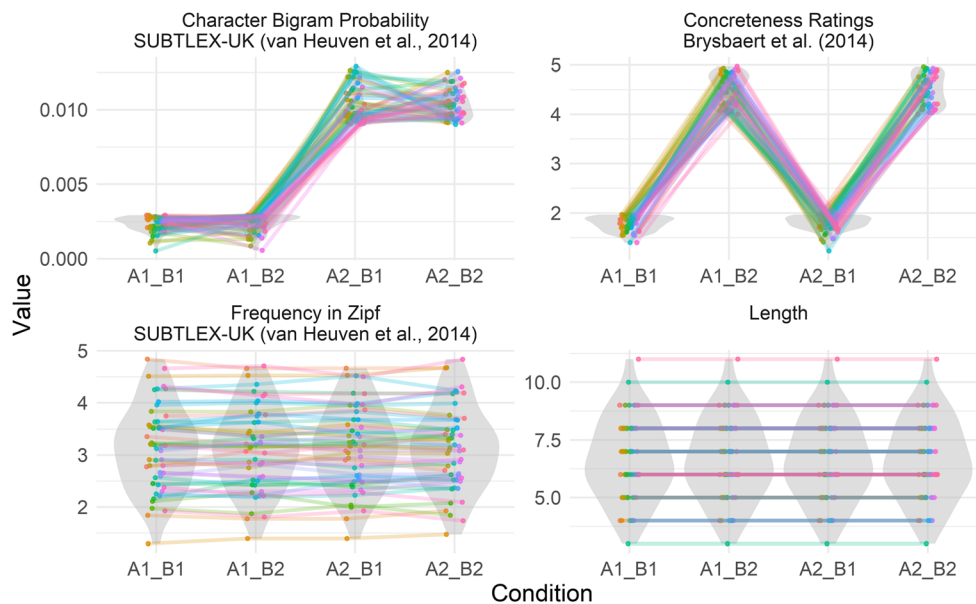 Character Bigram Probability
SUBTLEX-UK (van Heuven et al., 2014)
0.010
0.005
0.000
A1_B1 A1_B2 A2_B1 A2_B2
Concreteness Ratings
Brysbaert et al. (2014)
5
4
3
2
A1_B1 A1_B2 A2_B1 A2_B2
Value
Frequency in Zipf
SUBTLEX-UK (van Heuven et al., 2014)
5
4
3
2
A1_B1 A1_B2 A2_B1 A2_B2
Length
10.0
7.5
5.0
A1_B1 A1_B2 A2_B1 A2_B2
Condition